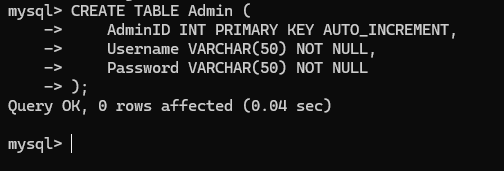 mysql> CREATE TABLE Admin (
    ->     AdminID INT PRIMARY KEY AUTO_INCREMENT,
    ->     Username VARCHAR(50) NOT NULL,
    ->     Password VARCHAR(50) NOT NULL
    -> );
Query OK, 0 rows affected (0.04 sec)
mysql>